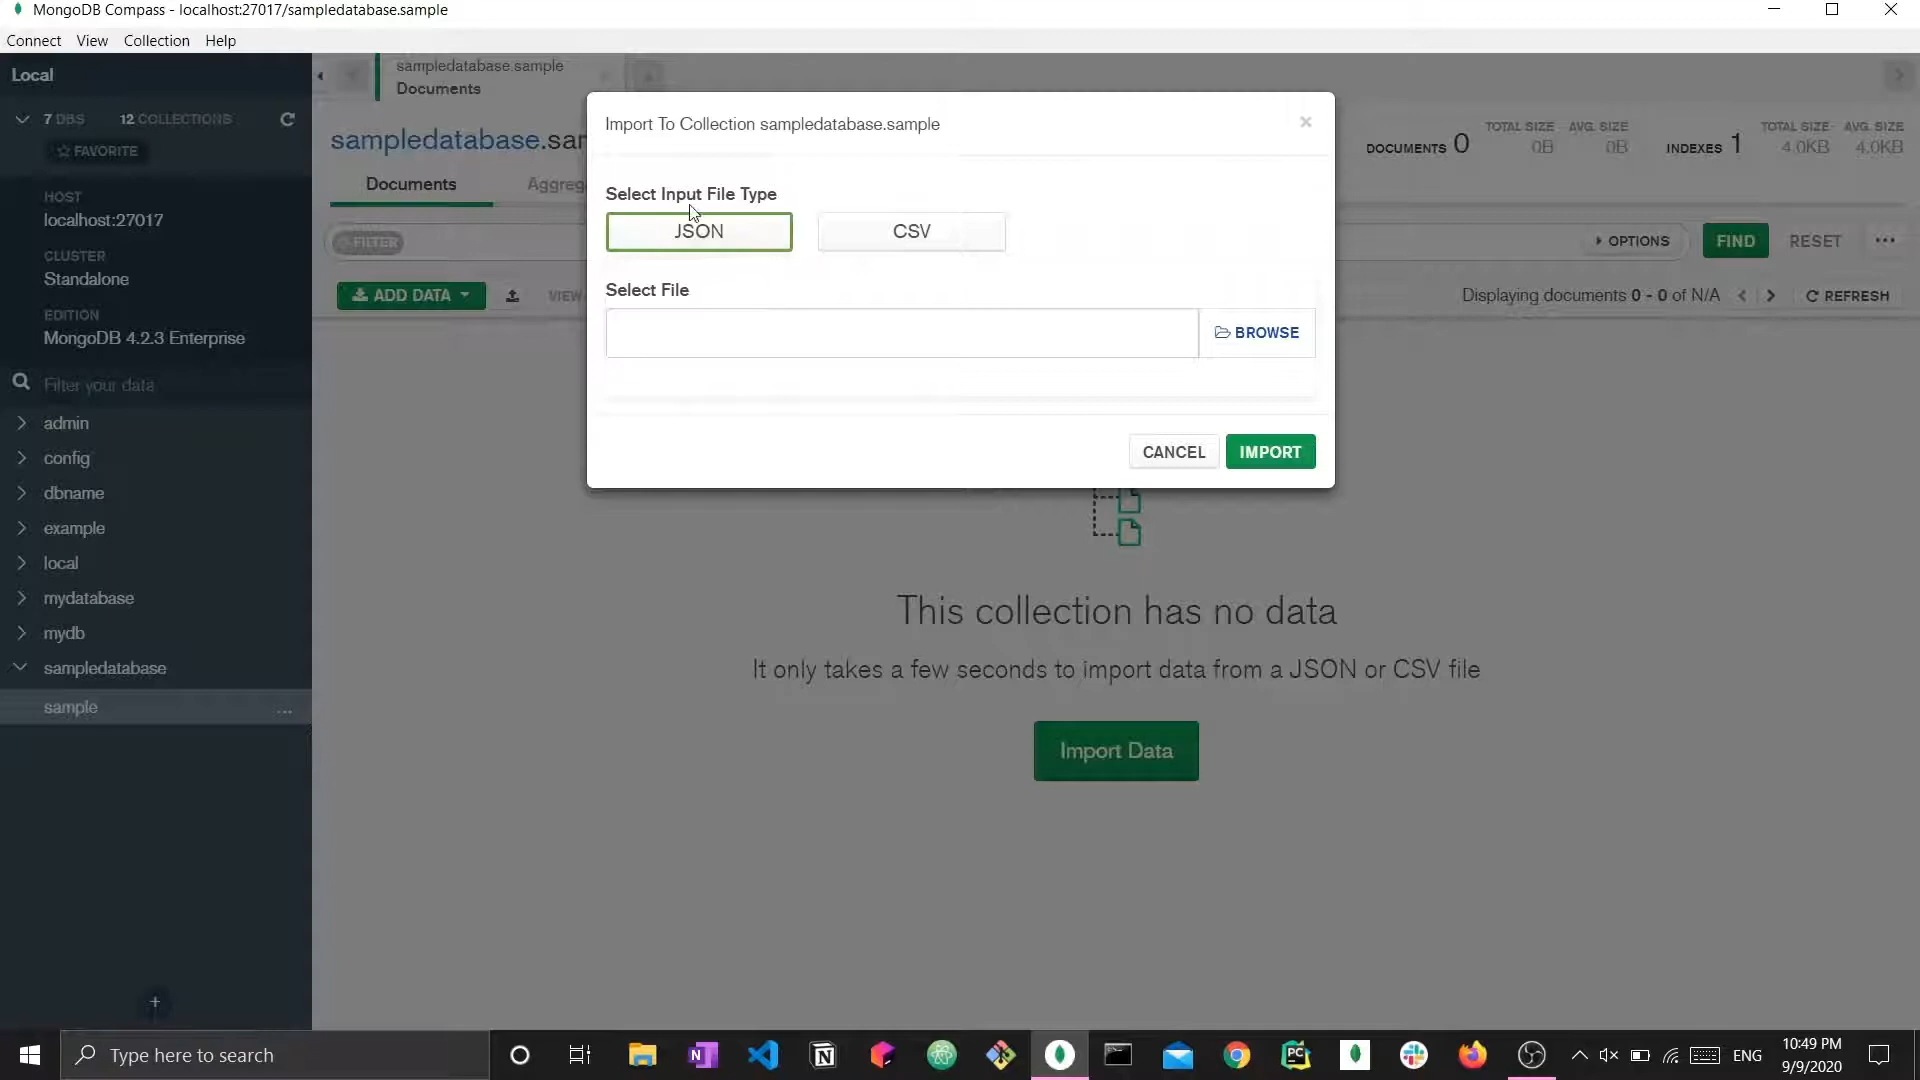 MongoDB Compass - localhost:27017/sampledatabase.sample
Connect View Collection Help
Local
7 DBS 12 COLLECTIONS
FAVORITE
HOST
localhost:27017
CLUSTER
Standalone
EDITION
MongoDB 4.2.3 Enterprise
Filter your data
admin
config
dbname
example
local
mydatabase
mydb
sampledatabase
sample ...
sampledatabase.sample
Documents
sampledatabase.sar
DOCUMENTS 0 TOTAL SIZE 0B AVG. SIZE 0B INDEXES 1 TOTAL SIZE 4.0KB AVG. SIZE 4.0KB
Documents Aggreg
FILTER OPTIONS FIND RESET ...
ADD DATA VIEW Displaying documents 0 - 0 of N/A REFRESH
Import To Collection sampledatabase.sample
Select Input File Type
JSON CSV
Select File
BROWSE
CANCEL IMPORT
This collection has no data
It only takes a few seconds to import data from a JSON or CSV file
Import Data
Type here to search
ENG
10:49 PM
9/9/2020